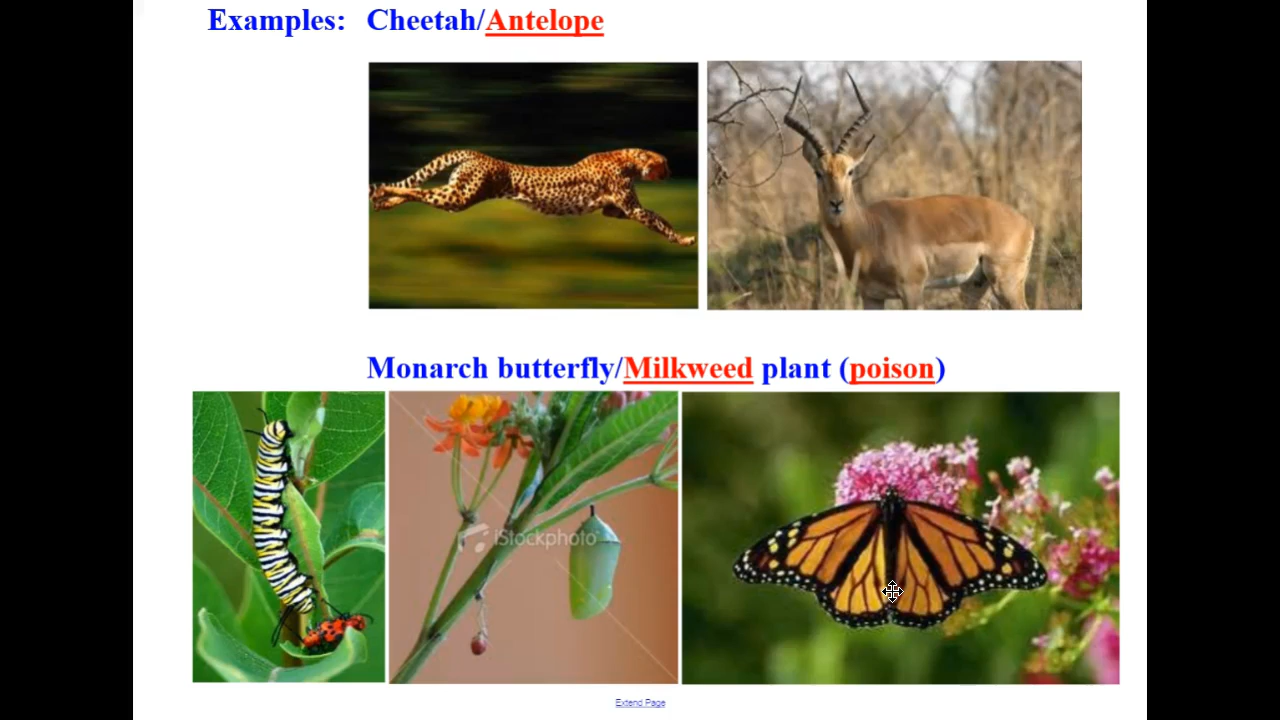 Examples: Cheetah/Antelope
Monarch butterfly/Milkweed plant (poison)
iStockphoto
Extend Page